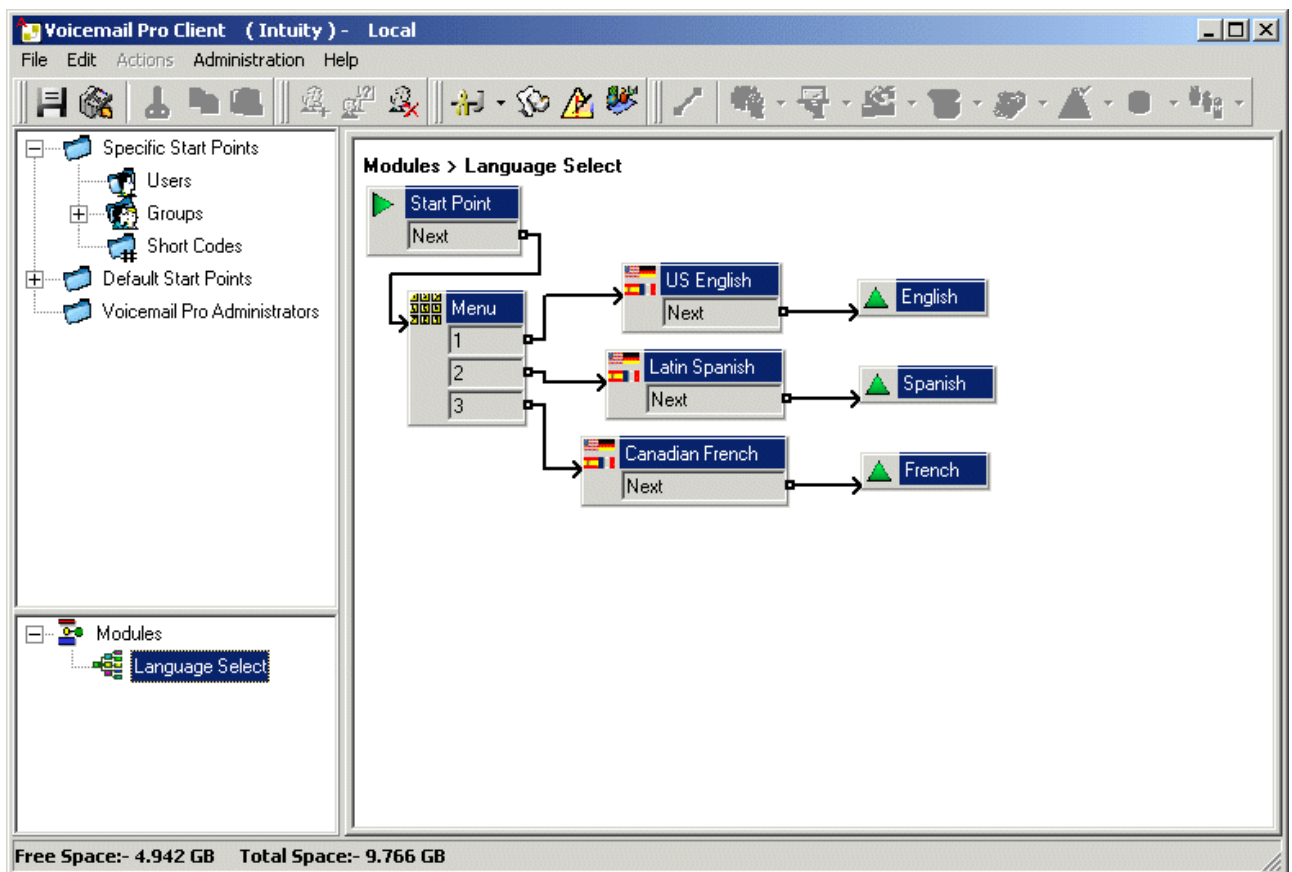 Voicemail Pro Client ( Intuity ) - Local
File Edit Actions Administration Help
Specific Start Points
Users
Groups
Short Codes
Default Start Points
Voicemail Pro Administrators
Modules
Language Select
Modules > Language Select
Start Point
Next
Menu
1
2
3
US English
Next
English
Latin Spanish
Next
Spanish
Canadian French
Next
French
Free Space:- 4.942 GB Total Space:- 9.766 GB